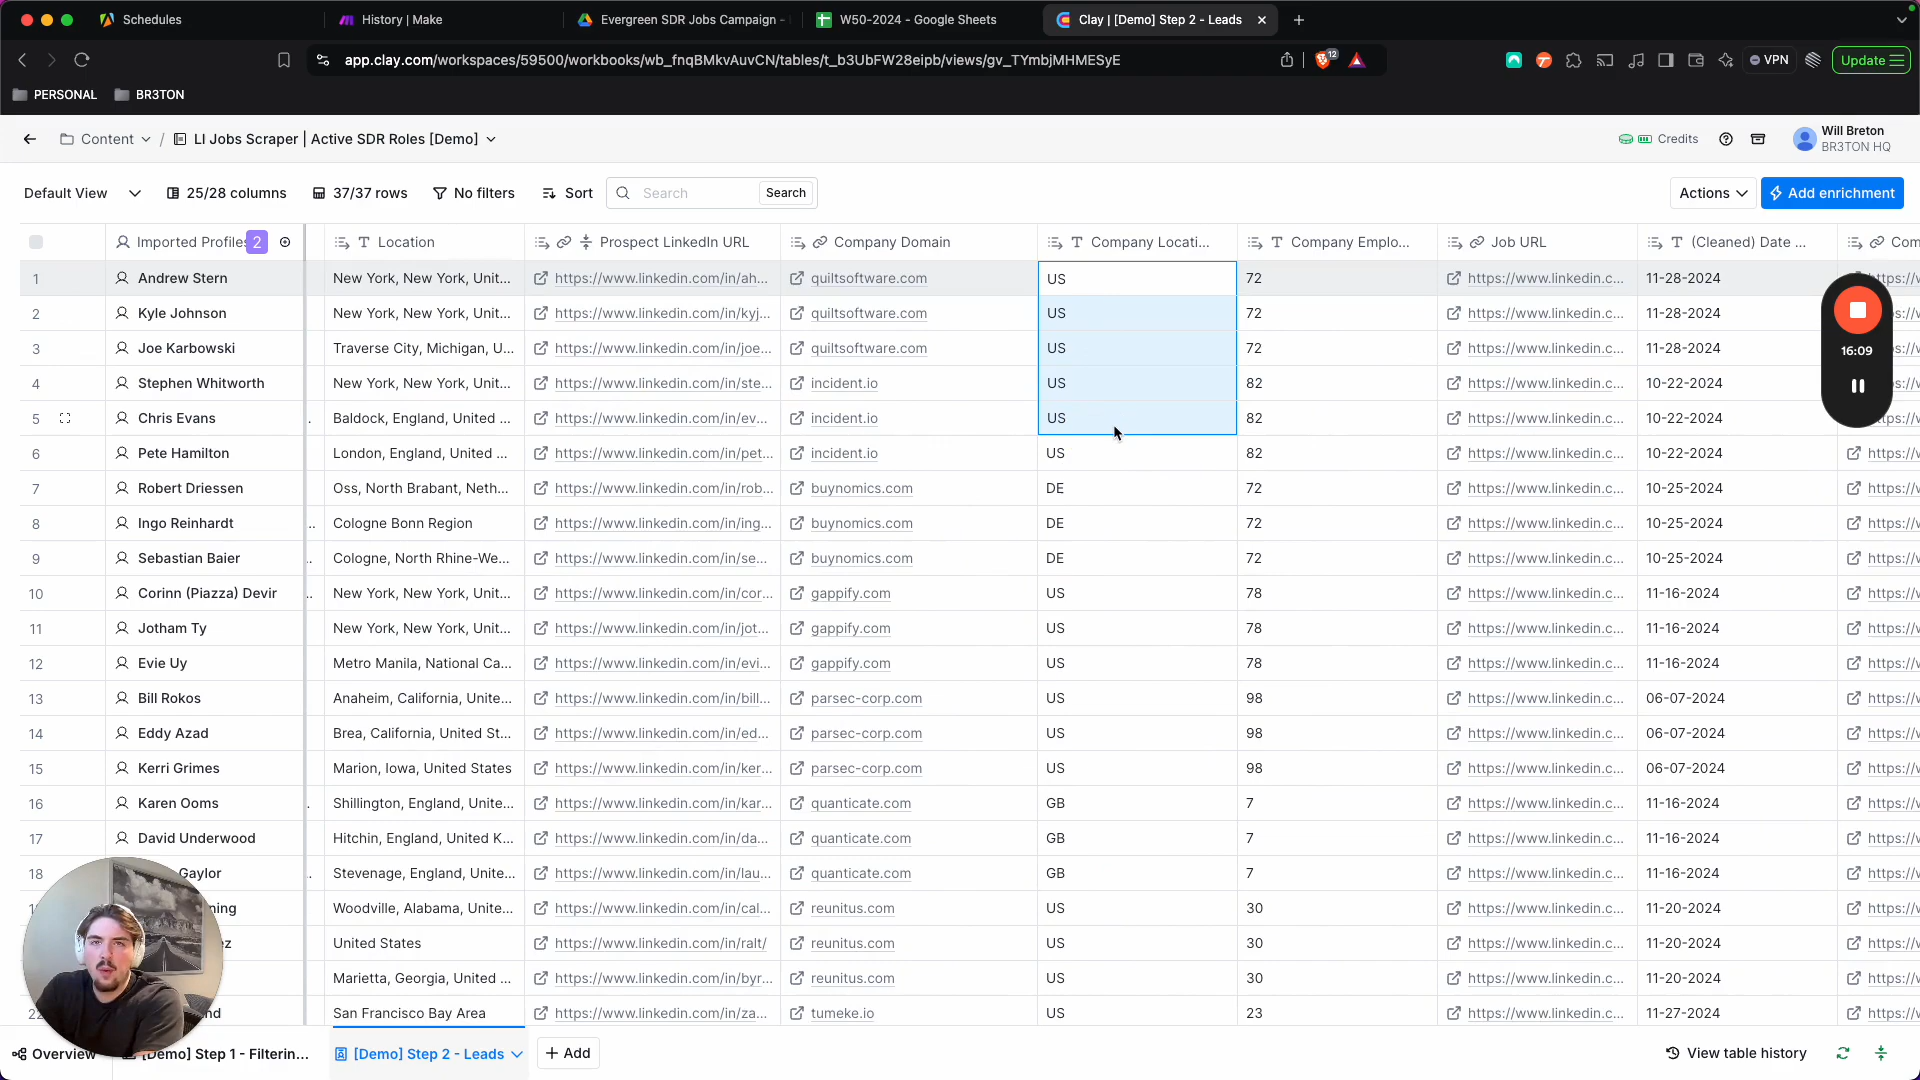 Schedules
History | Make
Evergreen SDR Jobs Campaign -
W50-2024 - Google Sheets
Clay | [Demo] Step 2 - Leads
app.clay.com/workspaces/59500/workbooks/wb_fnqBMkvAuvCN/tables/t_b3UbFW28eipb/views/gv_TYmbjMHMESyE
12
VPN
Update
PERSONAL
BR3TON
Content / LI Jobs Scraper | Active SDR Roles [Demo]
Credits
Will Breton
BR3TON HQ
Default View
25/28 columns
37/37 rows
No filters
Sort
Search
Search
Actions
Add enrichment
Imported Profiles 2 Location Prospect LinkedIn URL Company Domain Company Locati... Company Emplo... Job URL (Cleaned) Date ... Com
1 Andrew Stern New York, New York, Unit... https://www.linkedin.com/in/ah... quiltsoftware.com US 72 https://www.linkedin.c... 11-28-2024 https://w
2 Kyle Johnson New York, New York, Unit... https://www.linkedin.com/in/kyj... quiltsoftware.com US 72 https://www.linkedin.c... 11-28-2024
3 Joe Karbowski Traverse City, Michigan, U... https://www.linkedin.com/in/joe... quiltsoftware.com US 72 https://www.linkedin.c... 11-28-2024
16:09
4 Stephen Whitworth New York, New York, Unit... https://www.linkedin.com/in/ste... incident.io US 82 https://www.linkedin.c... 10-22-2024
5 Chris Evans . Baldock, England, United ... https://www.linkedin.com/in/ev... incident.io US 82 https://www.linkedin.c... 10-22-2024
6 Pete Hamilton London, England, United ... https://www.linkedin.com/in/pet... incident.io US 82 https://www.linkedin.c... 10-22-2024 https://w
7 Robert Driessen Oss, North Brabant, Neth... https://www.linkedin.com/in/rob... buynomics.com DE 72 https://www.linkedin.c... 10-25-2024 https://w
8 Ingo Reinhardt .. Cologne Bonn Region https://www.linkedin.com/in/ing... buynomics.com DE 72 https://www.linkedin.c... 10-25-2024 https://w
9 Sebastian Baier .. Cologne, North Rhine-We... https://www.linkedin.com/in/se... buynomics.com DE 72 https://www.linkedin.c... 10-25-2024 https://w
10 Corinn (Piazza) Devir .. New York, New York, Unit... https://www.linkedin.com/in/cor... gappify.com US 78 https://www.linkedin.c... 11-16-2024 https://w
11 Jotham Ty New York, New York, Unit... https://www.linkedin.com/in/jot... gappify.com US 78 https://www.linkedin.c... 11-16-2024 https://w
12 Evie Uy Metro Manila, National Ca... https://www.linkedin.com/in/evi... gappify.com US 78 https://www.linkedin.c... 11-16-2024 https://w
13 Bill Rokos Anaheim, California, Unite... https://www.linkedin.com/in/bill... parsec-corp.com US 98 https://www.linkedin.c... 06-07-2024 https://w
14 Eddy Azad Brea, California, United St... https://www.linkedin.com/in/ed... parsec-corp.com US 98 https://www.linkedin.c... 06-07-2024 https://w
15 Kerri Grimes Marion, Iowa, United States https://www.linkedin.com/in/ker... parsec-corp.com US 98 https://www.linkedin.c... 06-07-2024 https://w
16 Karen Ooms . Shillington, England, Unite... https://www.linkedin.com/in/kar... quanticate.com GB 7 https://www.linkedin.c... 11-16-2024 https://w
17 David Underwood Hitchin, England, United K... https://www.linkedin.com/in/da... quanticate.com GB 7 https://www.linkedin.c... 11-16-2024 https://w
18 Gaylor . Stevenage, England, Unite... https://www.linkedin.com/in/lau... quanticate.com GB 7 https://www.linkedin.c... 11-16-2024 https://w
ning Woodville, Alabama, Unite... https://www.linkedin.com/in/cal... reunitus.com US 30 https://www.linkedin.c... 11-20-2024 https://w
ez United States https://www.linkedin.com/in/ralt/ reunitus.com US 30 https://www.linkedin.c... 11-20-2024 https://w
Marietta, Georgia, United ... https://www.linkedin.com/in/byr... reunitus.com US 30 https://www.linkedin.c... 11-20-2024 https://w
nd San Francisco Bay Area https://www.linkedin.com/in/za... tumeke.io US 23 https://www.linkedin.c... 11-27-2024 https://w
Overview
[Demo] Step 1 - Filterin...
[Demo] Step 2 - Leads
+ Add
View table history